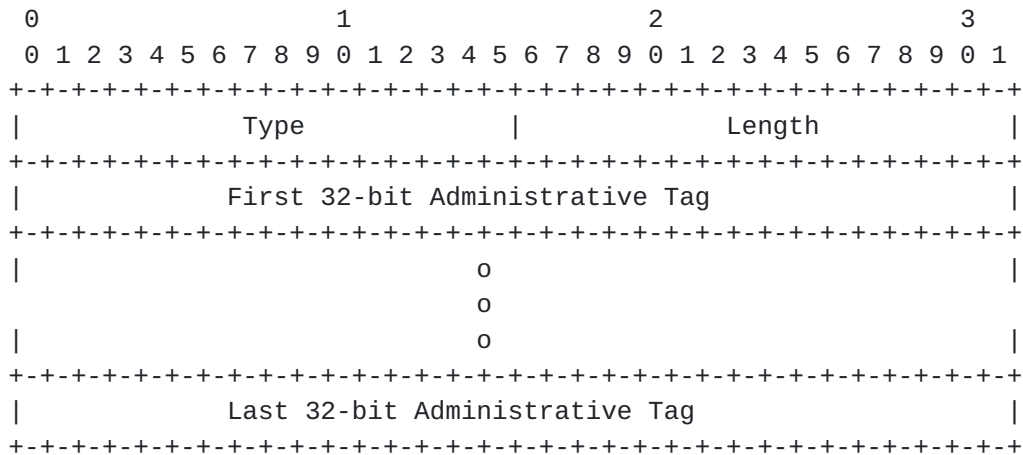 0                   1                   2                   3
 0 1 2 3 4 5 6 7 8 9 0 1 2 3 4 5 6 7 8 9 0 1 2 3 4 5 6 7 8 9 0 1
+-+-+-+-+-+-+-+-+-+-+-+-+-+-+-+-+-+-+-+-+-+-+-+-+-+-+-+-+-+-+-+-+
|              Type             |             Length            |
+-+-+-+-+-+-+-+-+-+-+-+-+-+-+-+-+-+-+-+-+-+-+-+-+-+-+-+-+-+-+-+-+
|             First 32-bit Administrative Tag                   |
+-+-+-+-+-+-+-+-+-+-+-+-+-+-+-+-+-+-+-+-+-+-+-+-+-+-+-+-+-+-+-+-+
|                             o                                 |
                              o
|                             o                                 |
+-+-+-+-+-+-+-+-+-+-+-+-+-+-+-+-+-+-+-+-+-+-+-+-+-+-+-+-+-+-+-+-+
|             Last 32-bit Administrative Tag                    |
+-+-+-+-+-+-+-+-+-+-+-+-+-+-+-+-+-+-+-+-+-+-+-+-+-+-+-+-+-+-+-+-+